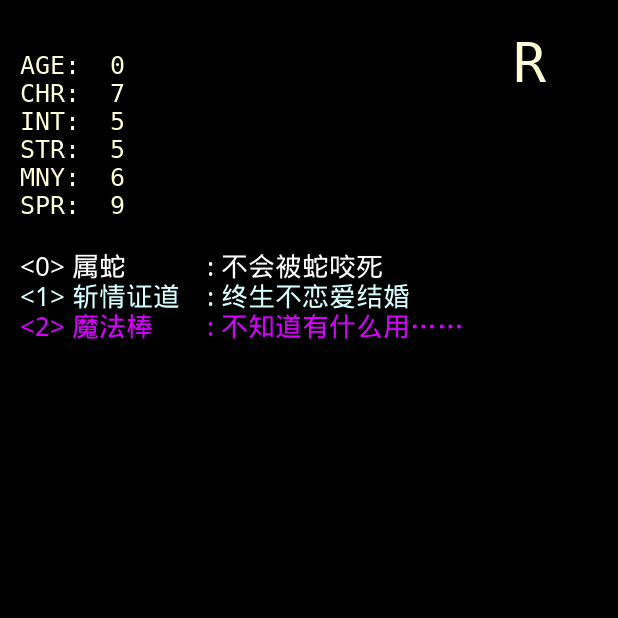 R
AGE: 0
CHR: 7
INT: 5
STR: 5
MNY: 6
SPR: 9
<0> 属蛇 : 不会被蛇咬死
<1> 斩情证道 : 终生不恋爱结婚
<2> 魔法棒 : 不知道有什么用……